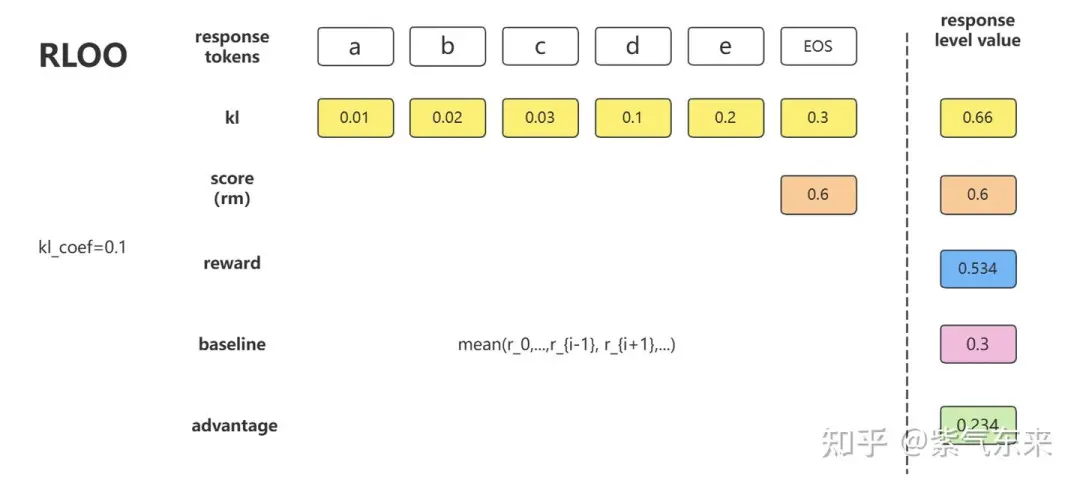 RLOO
response
tokens
a
b
c
d
e
EOS
response
level value
kl
0.01
0.02
0.03
0.1
0.2
0.3
0.66
score
(rm)
0.6
0.6
kl_coef=0.1
reward
0.534
baseline
mean(r_0,...,r_{i-1}, r_{i+1},...)
0.3
advantage
0.234
知乎 @紫气东来